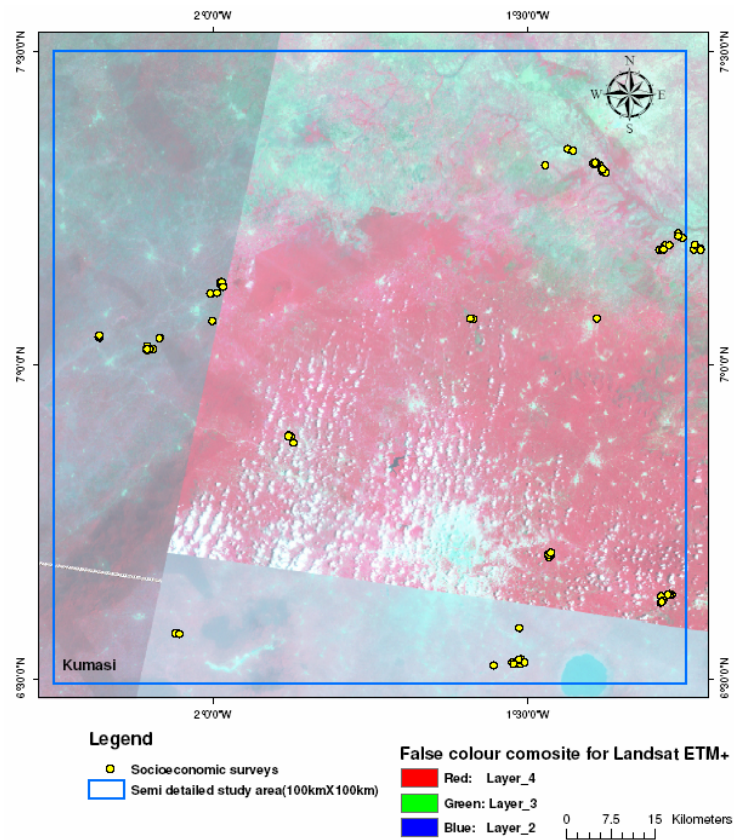 2°0'0"W 1°30'0"W
7°30'0"N 7°30'0"N
N
W E
S
7°0'0"N 7°0'0"N
Kumasi
6°30'0"N 6°30'0"N
2°0'0"W 1°30'0"W
Legend
Socioeconomic surveys
Semi detailed study area(100kmX100km)
False colour comosite for Landsat ETM+
Red: Layer_4
Green: Layer_3
Blue: Layer_2
0 7.5 15 Kilometers